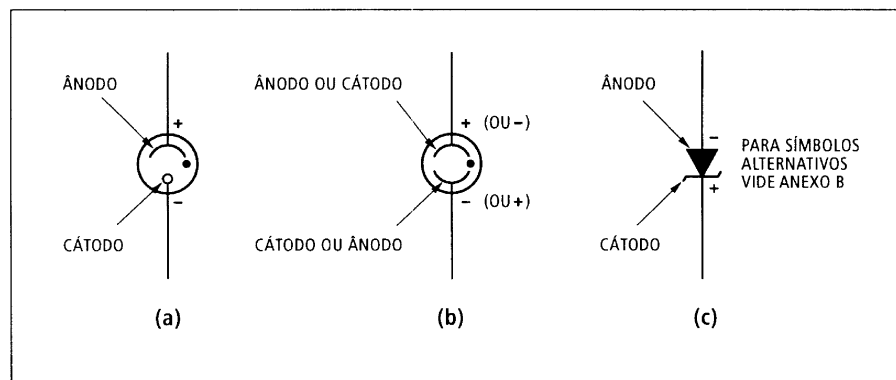 ÂNODO
+
CÁTODO
−
(a)
ÂNODO OU CÁTODO
+ (OU −)
− (OU +)
CÁTODO OU ÂNODO
(b)
ÂNODO
−
+
CÁTODO
PARA SÍMBOLOS
ALTERNATIVOS
VIDE ANEXO B
(c)